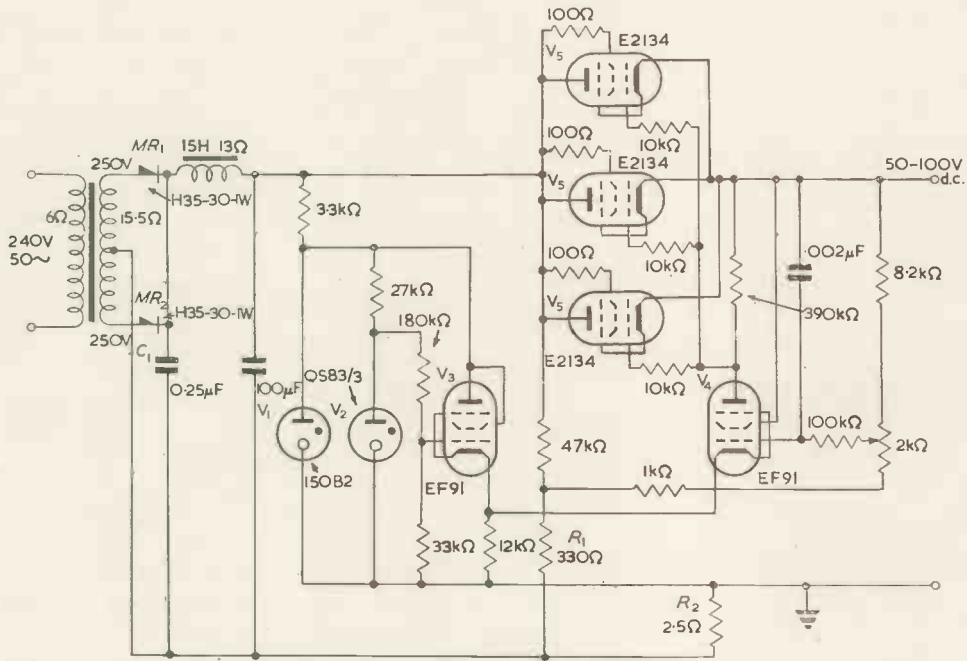 100Ω
E2134
V5
100Ω
10kΩ
MR1
15H 13Ω
250V
H35-30-1W
E2134
50-100V
d.c.
V5
6Ω
15.5Ω
3.3kΩ
100Ω
10kΩ
·002μF
8.2kΩ
240V
50~
27kΩ
390kΩ
MR2
H35-30-1W
180kΩ
V5
250V
C1
E2134
QS83/3
V3
10kΩ
V4
0.25μF
100μF
V1
V2
100kΩ
47kΩ
2kΩ
1kΩ
150B2
EF91
EF91
33kΩ
12kΩ
R1
330Ω
R2
2.5Ω